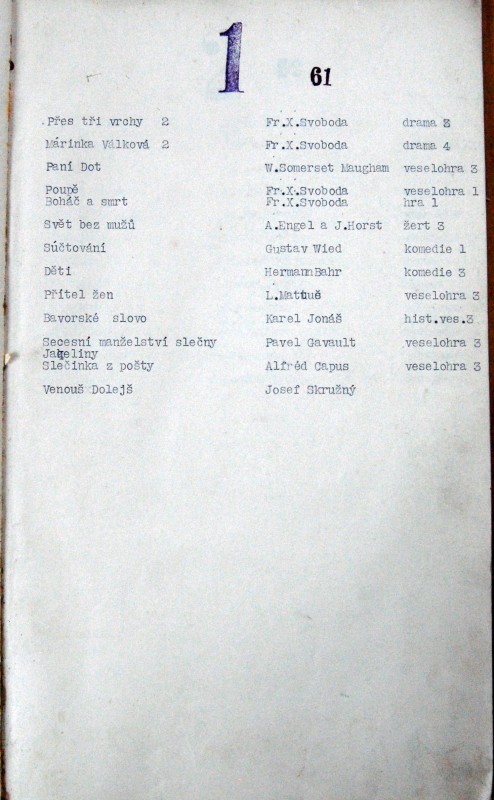 1 61
Přes tři vrchy 2 Fr.X.Svoboda drama 3
Márinka Válková 2 Fr.X.Svoboda drama 4
Paní Dot W.Somerset Maugham veselohra 3
Poupě Fr.X.Svoboda veselohra 1
Boháč a smrt Fr.X.Svoboda hra 1
Svět bez mužů A.Engel a J.Horst žert 3
Súčtování Gustav Wied komedie 1
Děti HermannBahr komedie 3
Přítel žen L.Mattuš veselohra 3
Bavorské slovo Karel Jonáš hist.ves.3
Secesní manželství slečny Pavel Gavault veselohra 3
Jakeliny
Slečinka z pošty Alfréd Capus veselohra 3
Venouš Dolejš Josef Skružný